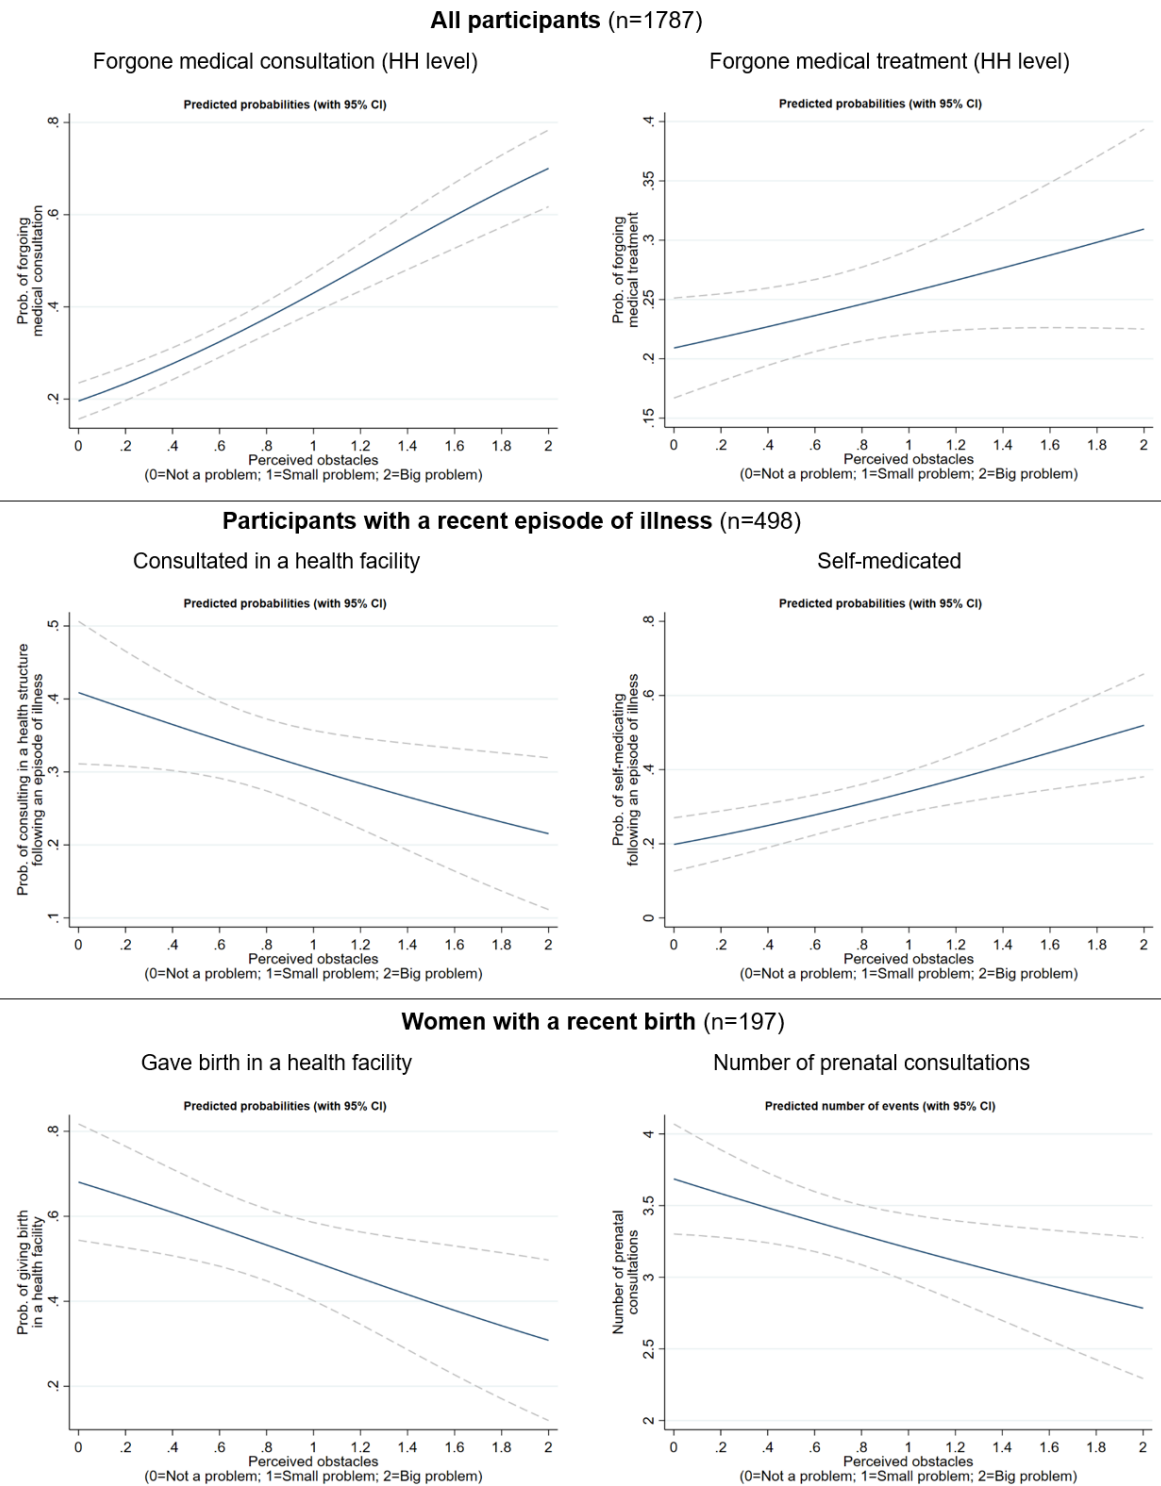 All participants (n=1787)
Forgone medical consultation (HH level)
Forgone medical treatment (HH level)
Predicted probabilities (with 95% CI)
Prob. of forgoing
medical consultation
.8
.6
.4
.2
0 .2 .4 .6 .8 1 1.2 1.4 1.6 1.8 2
Perceived obstacles
(0=Not a problem; 1=Small problem; 2=Big problem)
Predicted probabilities (with 95% CI)
Prob. of forgoing
medical treatment
.4
.35
.3
.25
.2
.15
0 .2 .4 .6 .8 1 1.2 1.4 1.6 1.8 2
Perceived obstacles
(0=Not a problem; 1=Small problem; 2=Big problem)
Participants with a recent episode of illness (n=498)
Consultated in a health facility
Self-medicated
Predicted probabilities (with 95% CI)
Prob. of consulting in a health structure
following an episode of illness
.5
.4
.3
.2
.1
0 .2 .4 .6 .8 1 1.2 1.4 1.6 1.8 2
Perceived obstacles
(0=Not a problem; 1=Small problem; 2=Big problem)
Predicted probabilities (with 95% CI)
Prob. of self-medicating
following an episode of illness
.8
.6
.4
.2
0
0 .2 .4 .6 .8 1 1.2 1.4 1.6 1.8 2
Perceived obstacles
(0=Not a problem; 1=Small problem; 2=Big problem)
Women with a recent birth (n=197)
Gave birth in a health facility
Number of prenatal consultations
Predicted probabilities (with 95% CI)
Prob. of giving birth
in a health facility
.8
.6
.4
.2
0 .2 .4 .6 .8 1 1.2 1.4 1.6 1.8 2
Perceived obstacles
(0=Not a problem; 1=Small problem; 2=Big problem)
Predicted number of events (with 95% CI)
Number of prenatal
consultations
4
3.5
3
2.5
2
0 .2 .4 .6 .8 1 1.2 1.4 1.6 1.8 2
Perceived obstacles
(0=Not a problem; 1=Small problem; 2=Big problem)